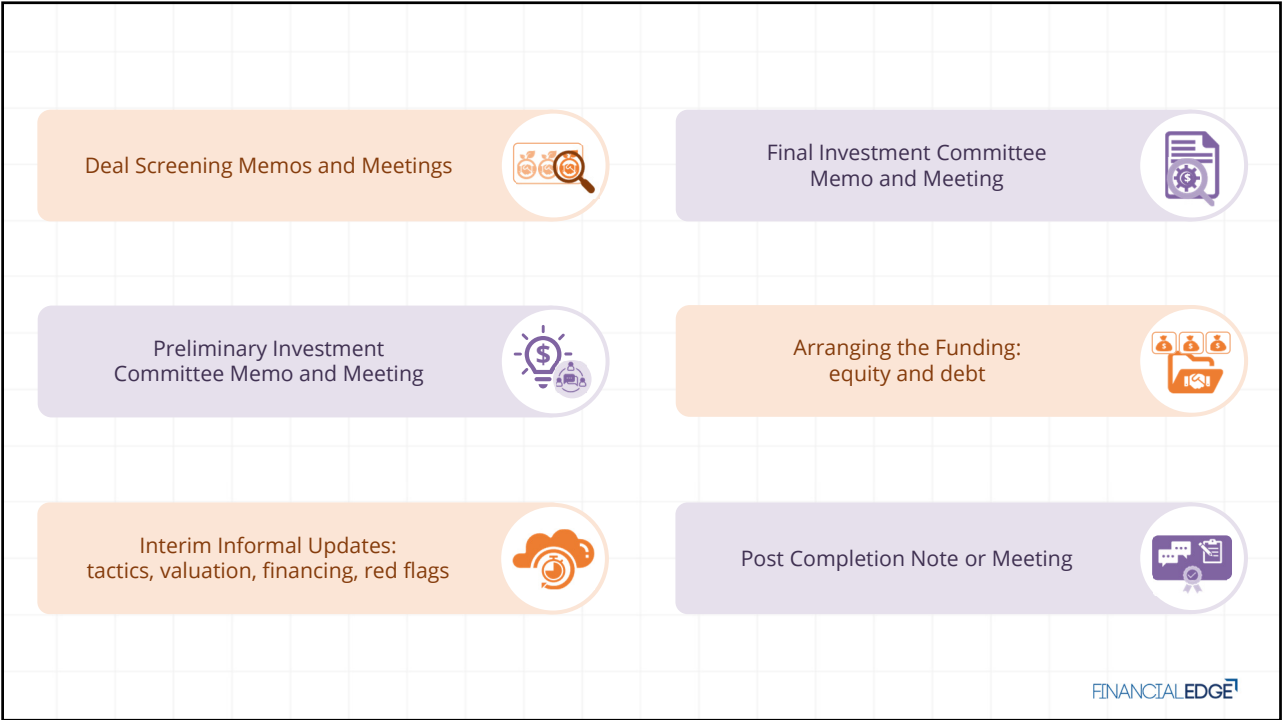 Deal Screening Memos and Meetings
Preliminary Investment
Committee Memo and Meeting
Interim Informal Updates:
tactics, valuation, financing, red flags
Final Investment Committee
Memo and Meeting
Arranging the Funding:
equity and debt
Post Completion Note or Meeting
FINANCIALEDGE